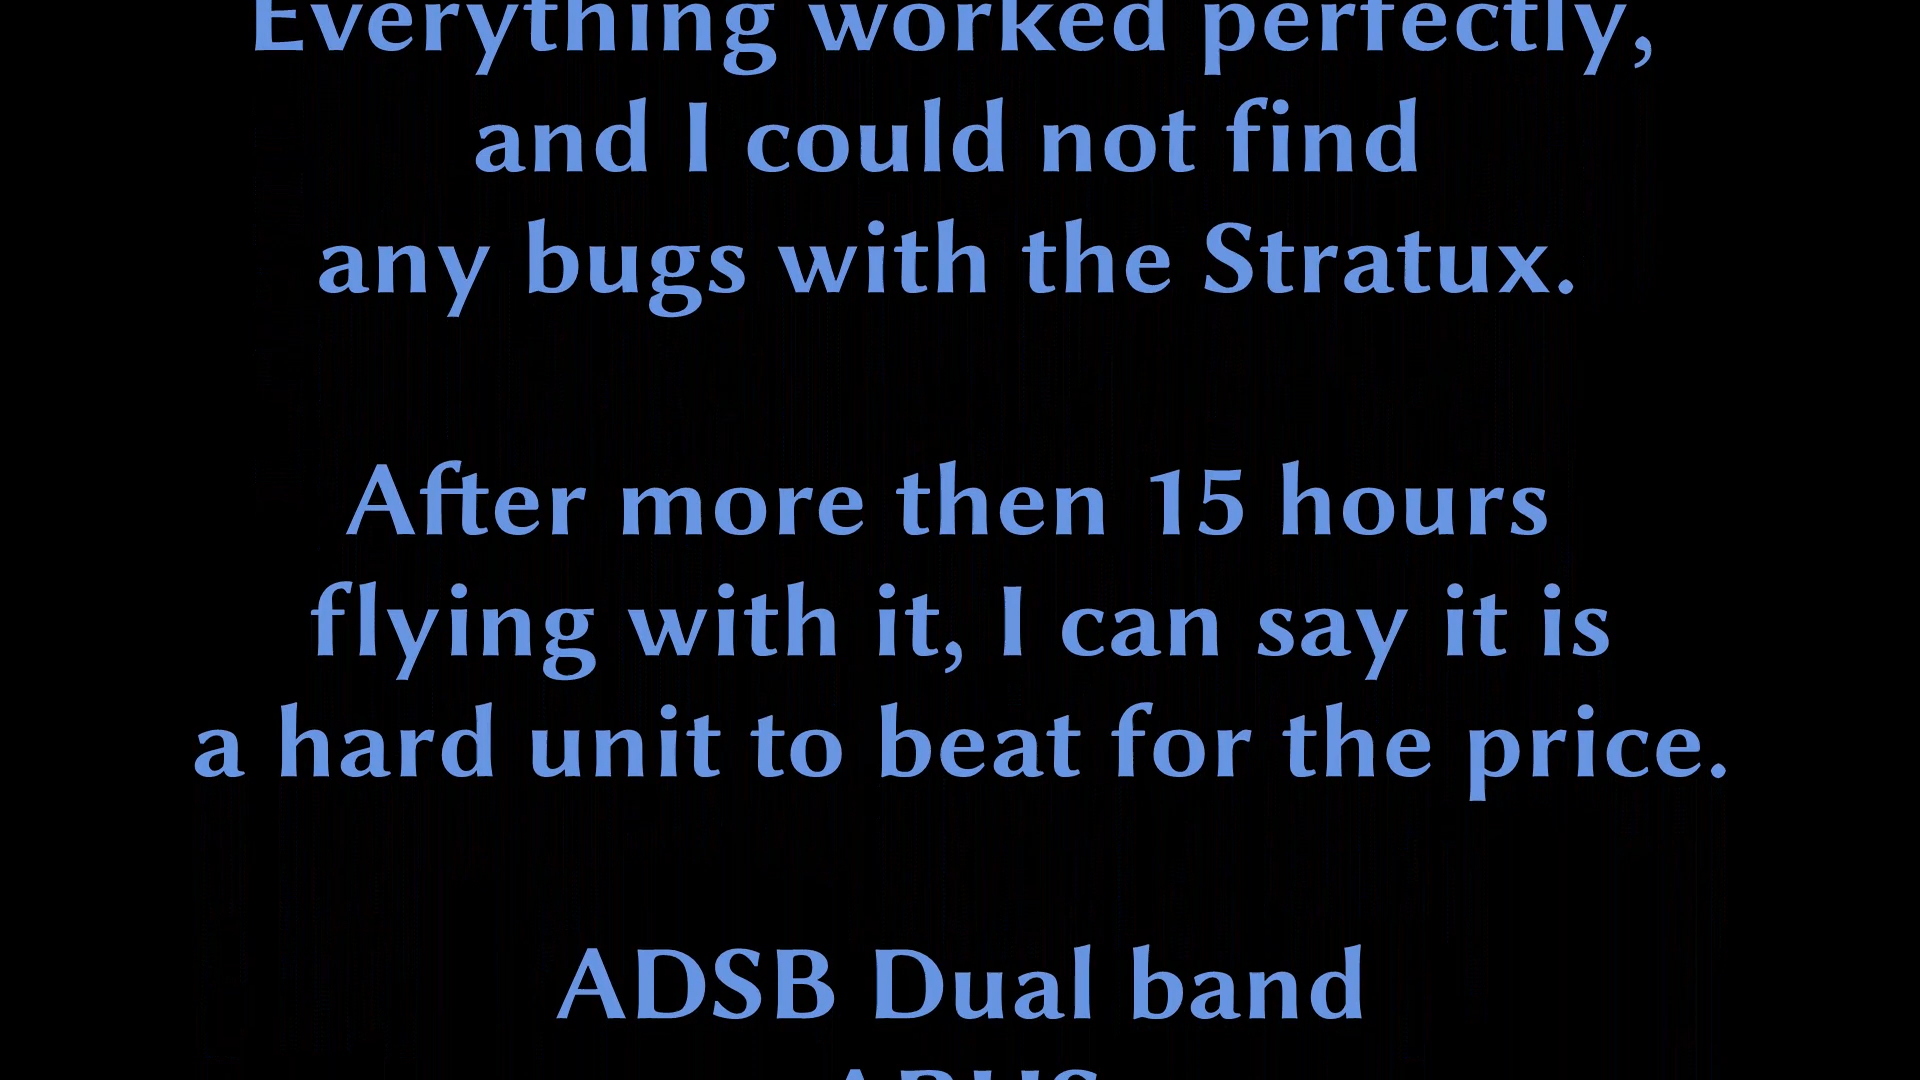 Everything worked perfectly,
and I could not find
any bugs with the Stratux.
After more then 15 hours
flying with it, I can say it is
a hard unit to beat for the price.
ADSB Dual band